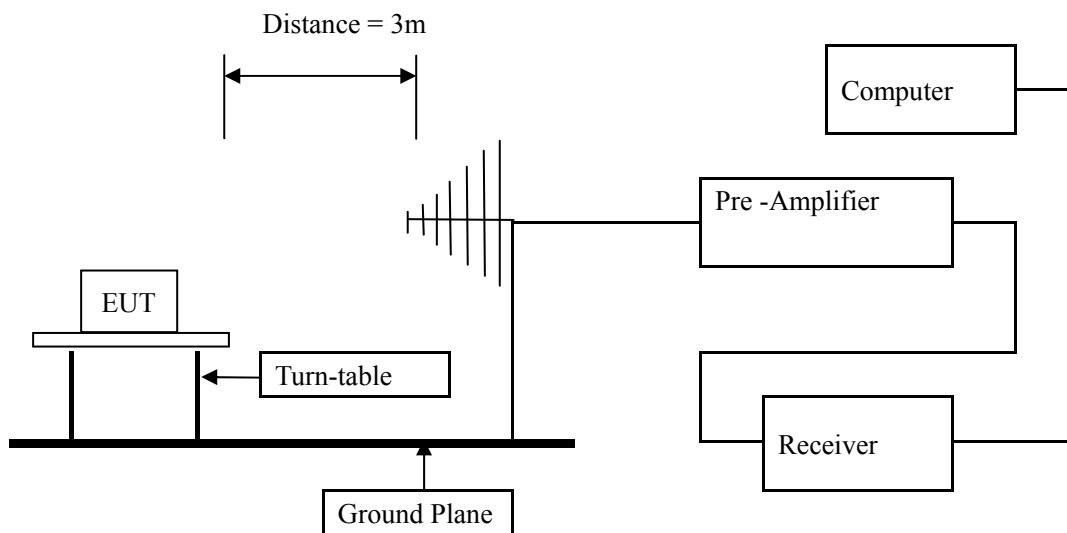 Distance = 3m
Computer
Pre -Amplifier
EUT
Turn-table
Receiver
Ground Plane